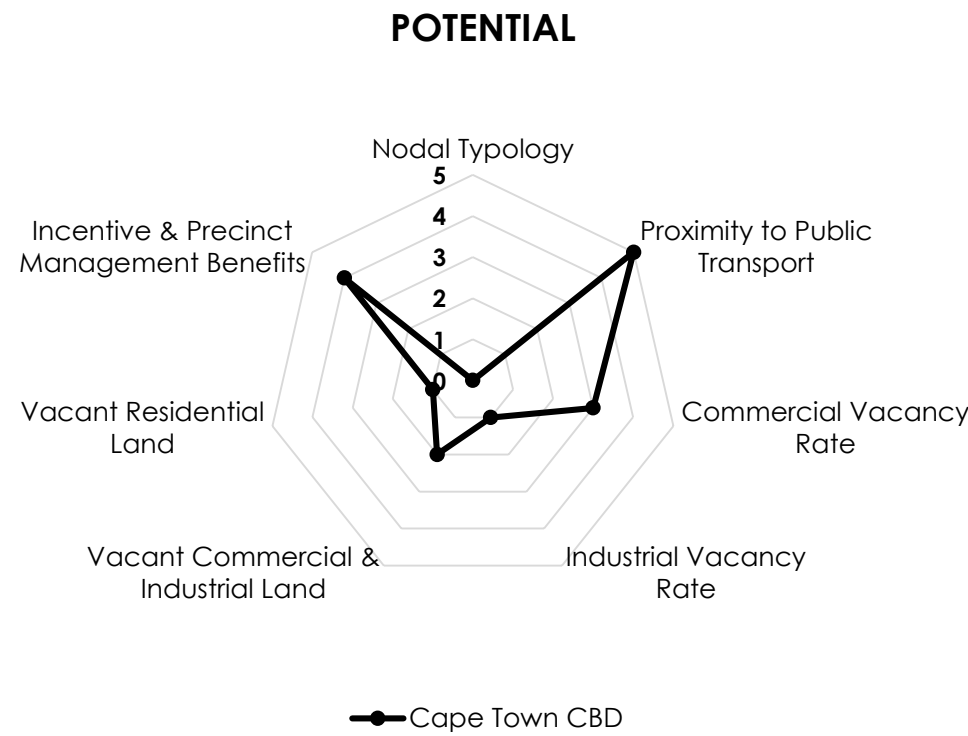 POTENTIAL
Nodal Typology
5
4
3
2
1
0
Proximity to Public
Transport
Commercial Vacancy
Rate
Industrial Vacancy
Rate
Vacant Commercial &
Industrial Land
Vacant Residential
Land
Incentive & Precinct
Management Benefits
Cape Town CBD